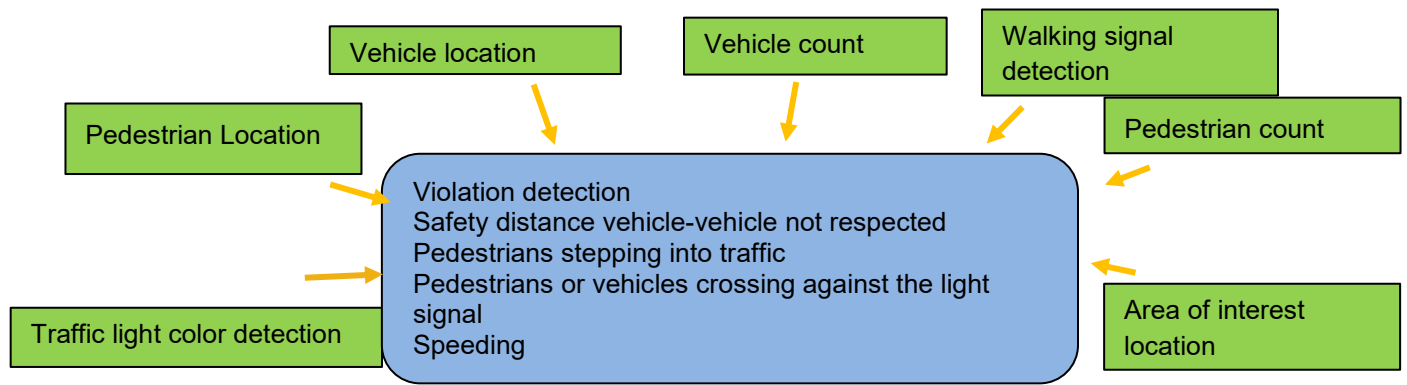 Vehicle location
Vehicle count
Walking signal
detection
Pedestrian Location
Pedestrian count
Violation detection
Safety distance vehicle-vehicle not respected
Pedestrians stepping into traffic
Pedestrians or vehicles crossing against the light
signal
Speeding
Traffic light color detection
Area of interest
location